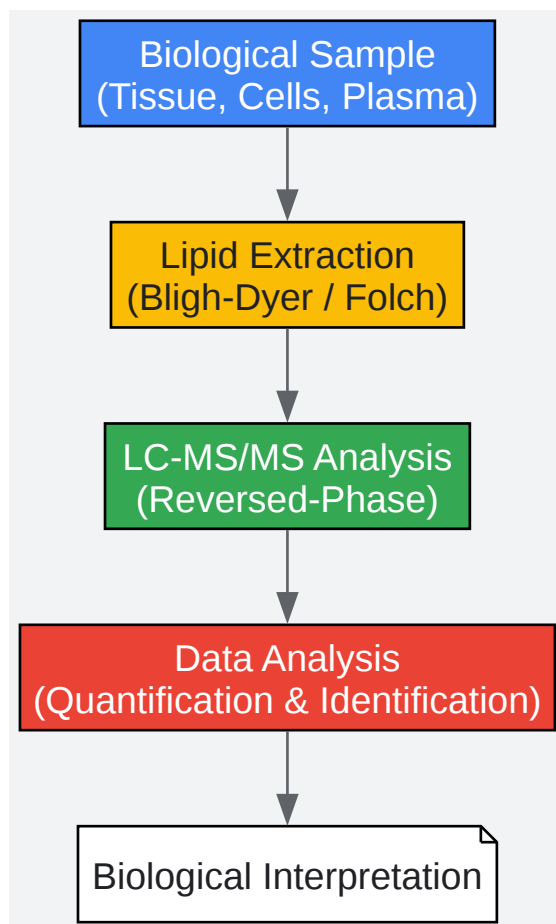 Biological Sample
(Tissue, Cells, Plasma)
Lipid Extraction
(Bligh-Dyer / Folch)
LC-MS/MS Analysis
(Reversed-Phase)
Data Analysis
(Quantification & Identification)
Biological Interpretation